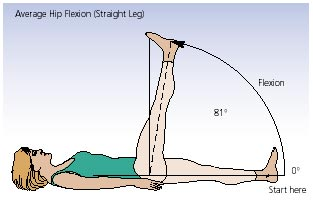 Average Hip Flexion (Straight Leg)
Flexion
81°
0°
Start here